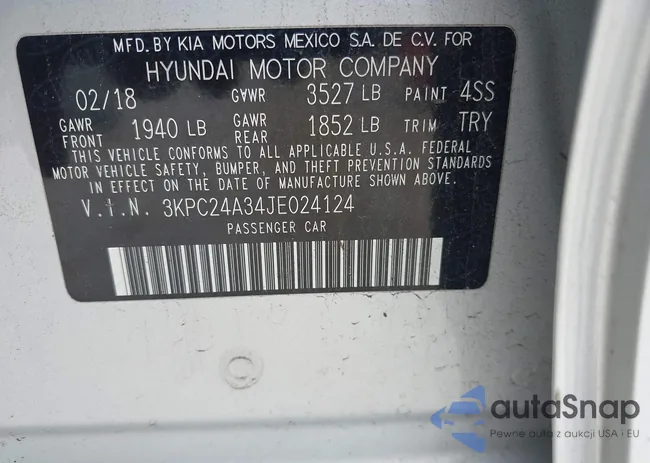 MFD. BY KIA MOTORS MEXICO S.A. DE C.V. FOR
HYUNDAI MOTOR COMPANY
02/18 GVWR 3527 LB PAINT 4SS
GAWR FRONT 1940 LB GAWR REAR 1852 LB TRIM TRY
THIS VEHICLE CONFORMS TO ALL APPLICABLE U.S.A. FEDERAL
MOTOR VEHICLE SAFETY, BUMPER, AND THEFT PREVENTION STANDARDS
IN EFFECT ON THE DATE OF MANUFACTURE SHOWN ABOVE.
V.I.N. 3KPC24A34JE024124
PASSENGER CAR
autaSnap
Pewne auta z aukcji USA i EU